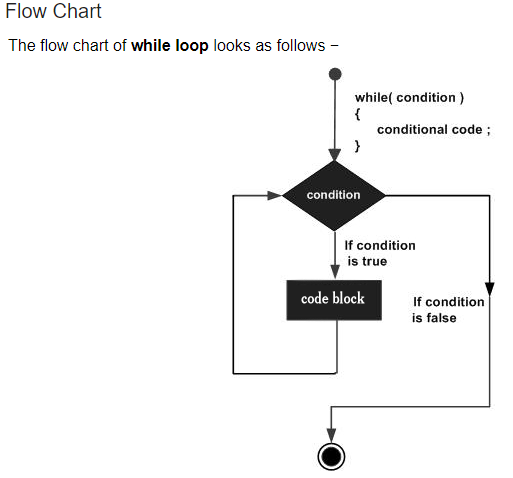 Flow Chart
The flow chart of while loop looks as follows −
while( condition )
{
conditional code ;
}
condition
If condition
is true
code block
If condition
is false